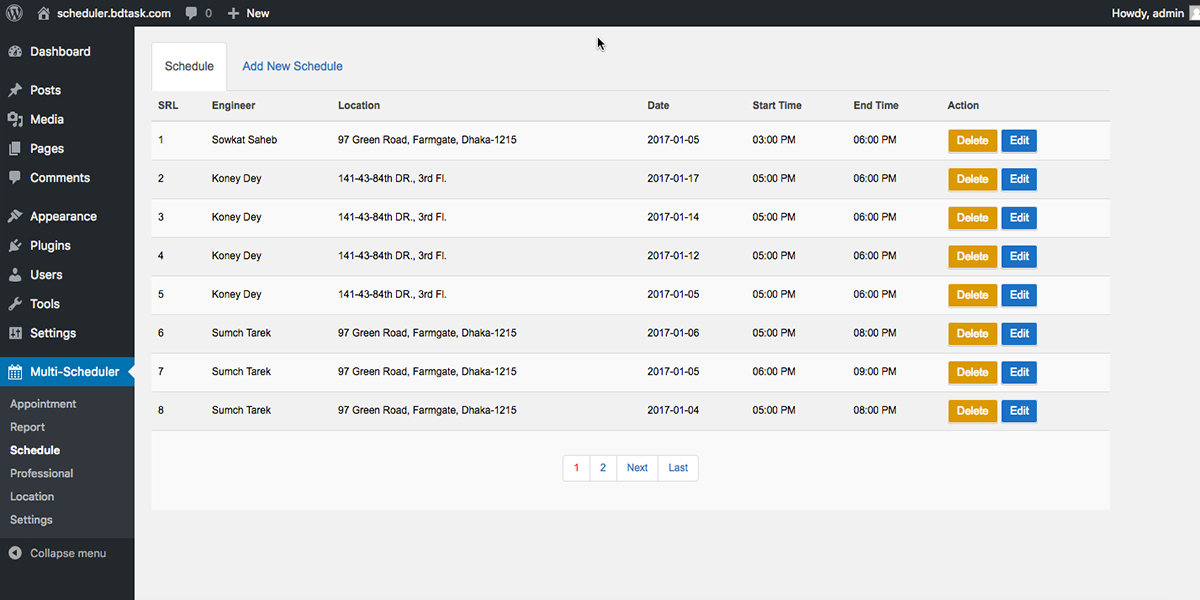 scheduler.bdtask.com 0 New Howdy, admin
Dashboard
Posts
Media
Pages
Comments
Appearance
Plugins
Users
Tools
Settings
Multi-Scheduler
Appointment
Report
Schedule
Professional
Location
Settings
Collapse menu
Schedule Add New Schedule
SRL Engineer Location Date Start Time End Time Action
1 Sowkat Saheb 97 Green Road, Farmgate, Dhaka-1215 2017-01-05 03:00 PM 06:00 PM Delete Edit
2 Koney Dey 141-43-84th DR., 3rd Fl. 2017-01-17 05:00 PM 06:00 PM Delete Edit
3 Koney Dey 141-43-84th DR., 3rd Fl. 2017-01-14 05:00 PM 06:00 PM Delete Edit
4 Koney Dey 141-43-84th DR., 3rd Fl. 2017-01-12 05:00 PM 06:00 PM Delete Edit
5 Koney Dey 141-43-84th DR., 3rd Fl. 2017-01-05 05:00 PM 06:00 PM Delete Edit
6 Sumch Tarek 97 Green Road, Farmgate, Dhaka-1215 2017-01-06 05:00 PM 08:00 PM Delete Edit
7 Sumch Tarek 97 Green Road, Farmgate, Dhaka-1215 2017-01-05 06:00 PM 09:00 PM Delete Edit
8 Sumch Tarek 97 Green Road, Farmgate, Dhaka-1215 2017-01-04 05:00 PM 08:00 PM Delete Edit
1 2 Next Last